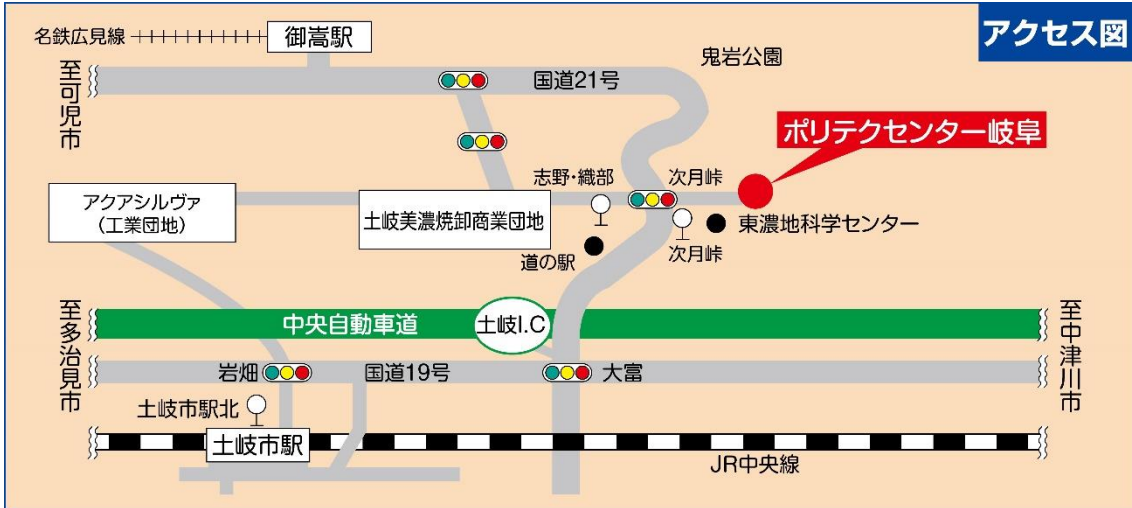 アクセス図
名鉄広見線
御嵩駅
鬼岩公園
至可児市
国道21号
ポリテクセンター岐阜
志野・織部
次月峠
アクアシルヴァ
(工業団地)
土岐美濃焼卸商業団地
東濃地科学センター
道の駅
次月峠
至多治見市
中央自動車道
土岐I.C
至中津川市
岩畑
国道19号
大富
土岐市駅北
土岐市駅
JR中央線